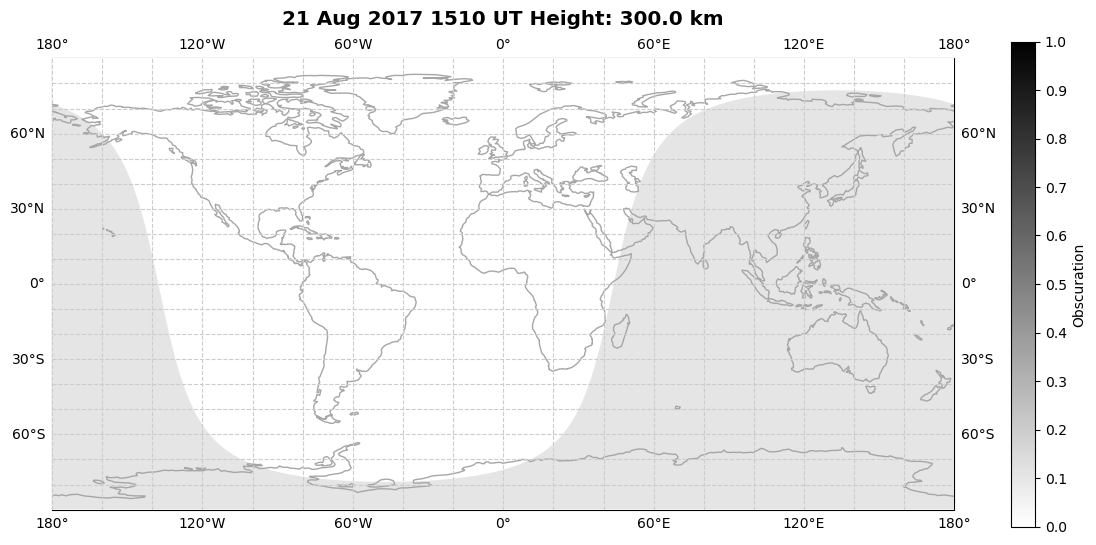 21 Aug 2017 1510 UT Height: 300.0 km
180° 120°W 60°W 0° 60°E 120°E 180°
60°N 60°N
30°N 30°N
0° 0°
30°S 30°S
60°S 60°S
180° 120°W 60°W 0° 60°E 120°E 180°
1.0
0.9
0.8
0.7
0.6
0.5
0.4
0.3
0.2
0.1
0.0
Obscuration